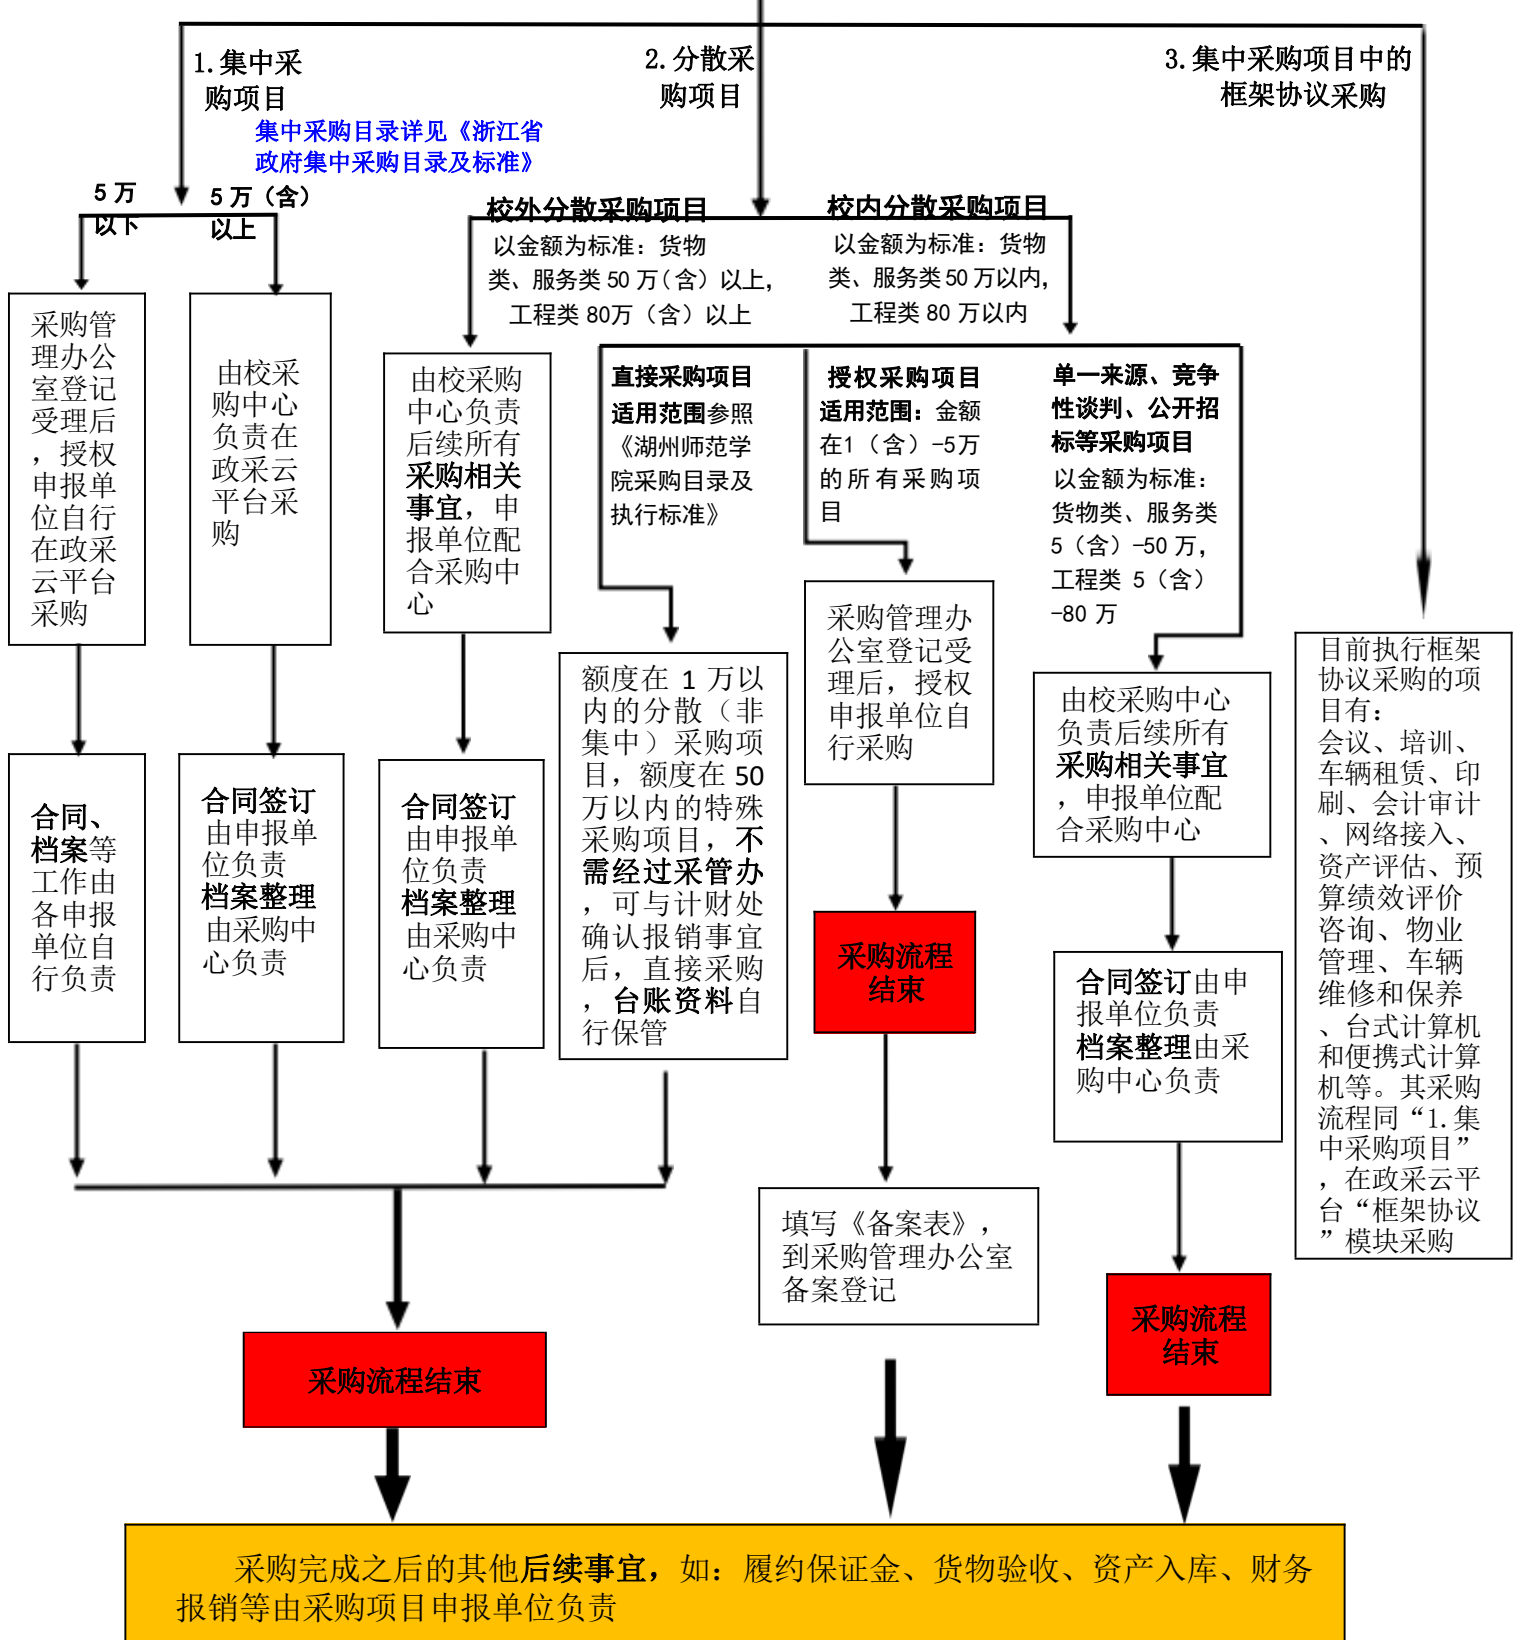 1.集中采
购项目
集中采购目录详见《浙江省
政府集中采购目录及标准》
5 万
以下
5 万（含）
以上
2.分散采
购项目
3.集中采购项目中的
框架协议采购
校外分散采购项目
以金额为标准：货物
类、服务类 50 万（含）以上，
工程类 80万（含）以上
校内分散采购项目
以金额为标准：货物
类、服务类 50 万以内，
工程类 80 万以内
采购管
理办公
室登记
受理后
，授权
申报单
位自行
在政采
云平台
采购
由校采
购中心
负责在
政采云
平台采
购
由校采购
中心负责
后续所有
采购相关
事宜，申
报单位配
合采购中
心
直接采购项目
适用范围参照
《湖州师范学
院采购目录及
执行标准》
授权采购项目
适用范围：金额
在1（含）-5万
的所有采购项
目
单一来源、竞争
性谈判、公开招
标等采购项目
以金额为标准：
货物类、服务类
5（含）-50 万，
工程类 5（含）
-80 万
额度在 1 万以
内的分散（非
集中）采购项
目，额度在 50
万以内的特殊
采购项目，不
需经过采管办
，可与计财处
确认报销事宜
后，直接采购
，台账资料自
行保管
采购管理办
公室登记受
理后，授权
申报单位自
行采购
由校采购中心
负责后续所有
采购相关事宜
，申报单位配
合采购中心
目前执行框架
协议采购的项
目有：
会议、培训、
车辆租赁、印
刷、会计审计
、网络接入、
资产评估、预
算绩效评价
咨询、物业
管理、车辆
维修和保养
、台式计算机
和便携式计算
机等。其采购
流程同“1.集
中采购项目”
，在政采云平
台“框架协议
”模块采购
合同、
档案等
工作由
各申报
单位自
行负责
合同签订
由申报单
位负责
档案整理
由采购中
心负责
合同签订
由申报单
位负责
档案整理
由采购中
心负责
采购流程
结束
合同签订由申
报单位负责
档案整理由采
购中心负责
填写《备案表》，
到采购管理办公室
备案登记
采购流程
结束
采购流程结束
采购完成之后的其他后续事宜，如：履约保证金、货物验收、资产入库、财务
报销等由采购项目申报单位负责